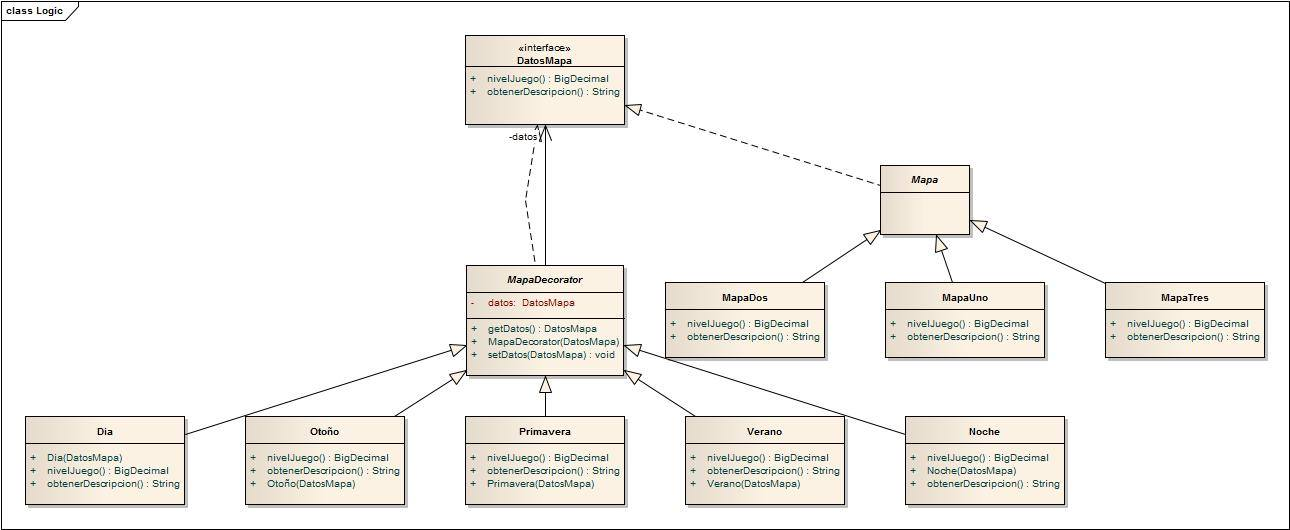 class Logic
«interface»
DatosMapa
+ nivelJuego() : BigDecimal
+ obtenerDescripcion() : String
-datos
Mapa
MapaDecorator
- datos: DatosMapa
+ getDatos() : DatosMapa
+ MapaDecorator(DatosMapa)
+ setDatos(DatosMapa) : void
MapaDos
+ nivelJuego() : BigDecimal
+ obtenerDescripcion() : String
MapaUno
+ nivelJuego() : BigDecimal
+ obtenerDescripcion() : String
MapaTres
+ nivelJuego() : BigDecimal
+ obtenerDescripcion() : String
Dia
+ Dia(DatosMapa)
+ nivelJuego() : BigDecimal
+ obtenerDescripcion() : String
Otoño
+ nivelJuego() : BigDecimal
+ obtenerDescripcion() : String
+ Otoño(DatosMapa)
Primavera
+ nivelJuego() : BigDecimal
+ obtenerDescripcion() : String
+ Primavera(DatosMapa)
Verano
+ nivelJuego() : BigDecimal
+ obtenerDescripcion() : String
+ Verano(DatosMapa)
Noche
+ nivelJuego() : BigDecimal
+ Noche(DatosMapa)
+ obtenerDescripcion() : String